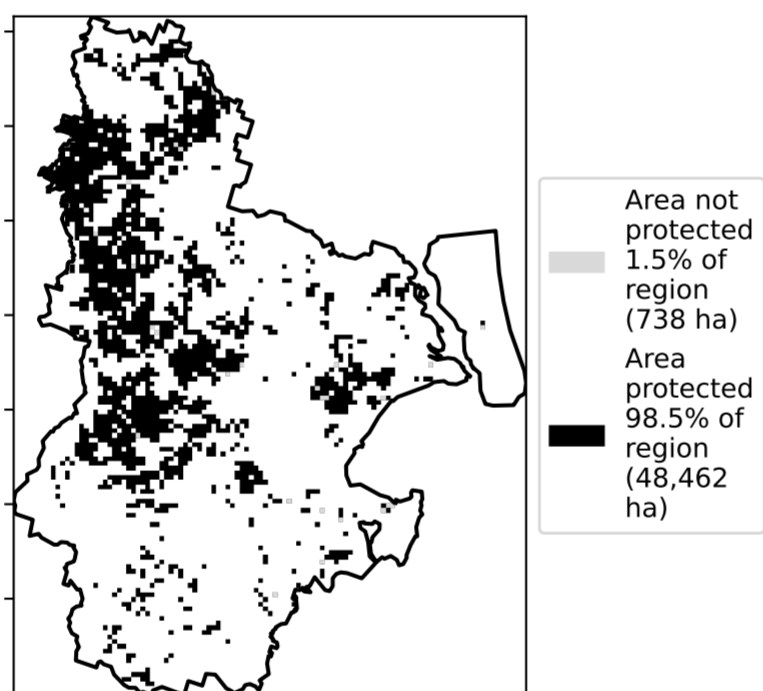 Area not
protected
1.5% of
region
(738 ha)
Area
protected
98.5% of
region
(48,462
ha)